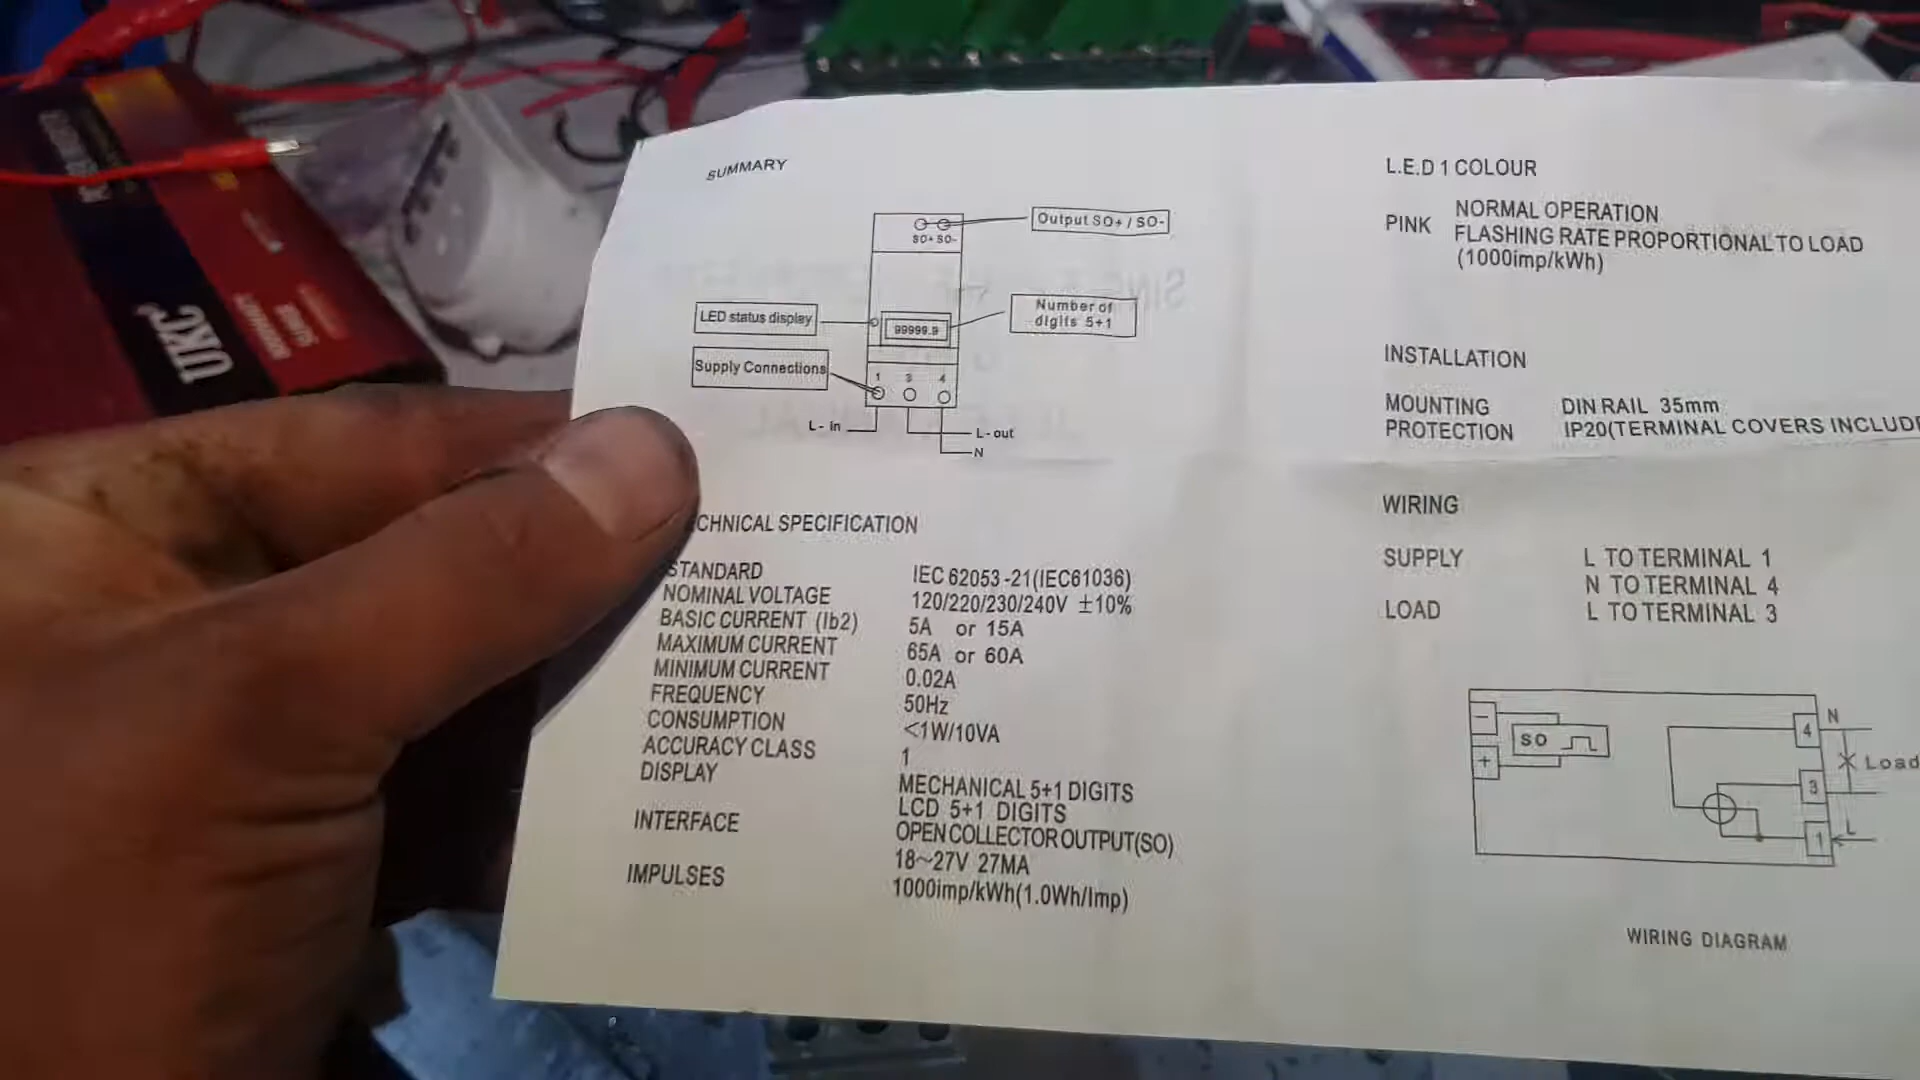 SUMMARY
Output SO+ / SO-
SO+ SO-
LED status display
99999.9
Number of
digits 5+1
Supply Connections
1 3 4
L - in
L - out
N
CHNICAL SPECIFICATION
STANDARD IEC 62053-21(IEC61036)
NOMINAL VOLTAGE 120/220/230/240V ±10%
BASIC CURRENT (Ib2) 5A or 15A
MAXIMUM CURRENT 65A or 60A
MINIMUM CURRENT 0.02A
FREQUENCY 50Hz
CONSUMPTION <1W/10VA
ACCURACY CLASS 1
DISPLAY MECHANICAL 5+1 DIGITS
LCD 5+1 DIGITS
INTERFACE OPEN COLLECTOR OUTPUT(SO)
18~27V 27MA
IMPULSES 1000imp/kWh(1.0Wh/Imp)
L.E.D 1 COLOUR
PINK NORMAL OPERATION
FLASHING RATE PROPORTIONAL TO LOAD
(1000imp/kWh)
INSTALLATION
MOUNTING DIN RAIL 35mm
PROTECTION IP20(TERMINAL COVERS INCLUDE
WIRING
SUPPLY L TO TERMINAL 1
N TO TERMINAL 4
LOAD L TO TERMINAL 3
- SO +
4 N
Load
3
1 L
WIRING DIAGRAM
UKC